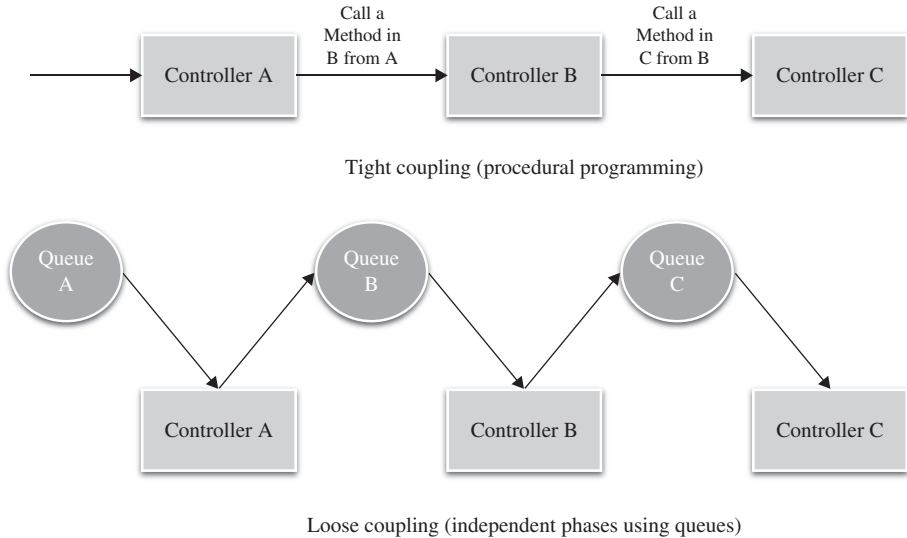 Call a
Method in
B from A
Call a
Method in
C from B
Controller A
Controller B
Controller C
Tight coupling (procedural programming)
Queue
A
Queue
B
Queue
C
Controller A
Controller B
Controller C
Loose coupling (independent phases using queues)